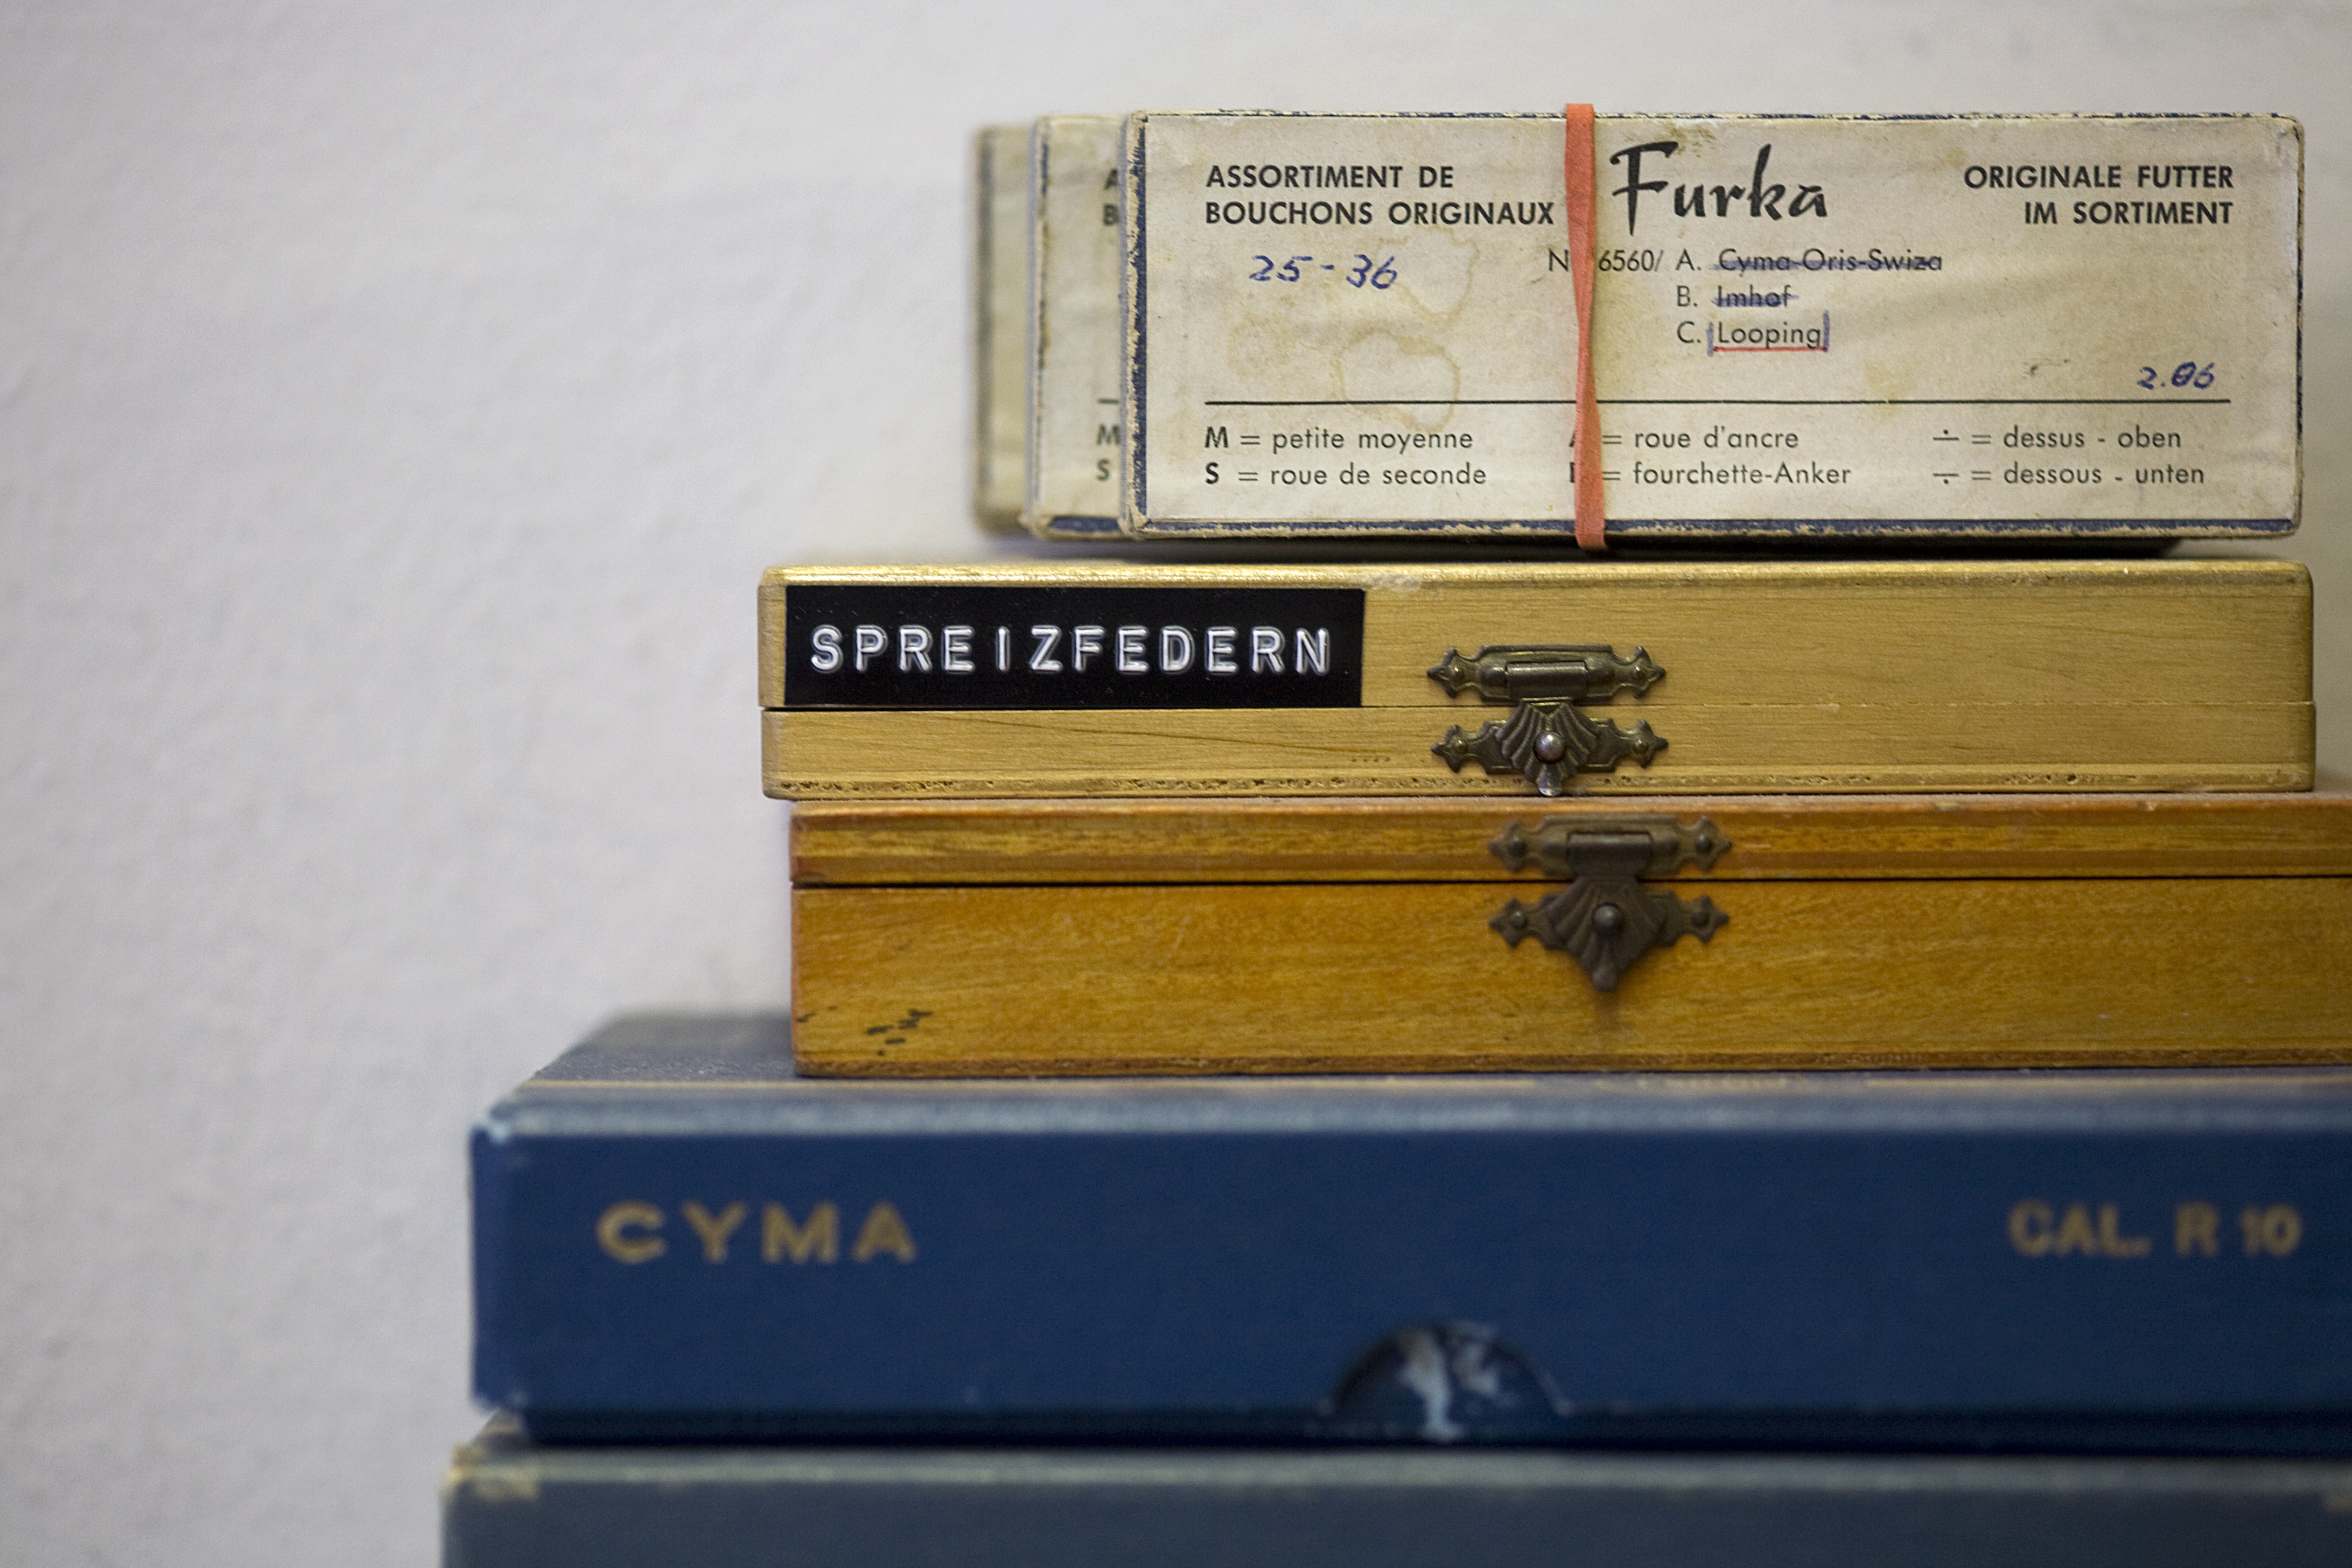 ASSORTIMENT DE
BOUCHONS ORIGINAUX
Furka
ORIGINALE FUTTER
IM SORTIMENT
25-36
N 6560/ A. Cyma-Oris-Swiza
B. Imhof
C. Looping
2.06
M = petite moyenne
S = roue de seconde
A = roue d'ancre
= fourchette-Anker
∸ = dessus - oben
= dessous - unten
A
B
M
S
SPREIZFEDERN
CYMA
CAL. R 10